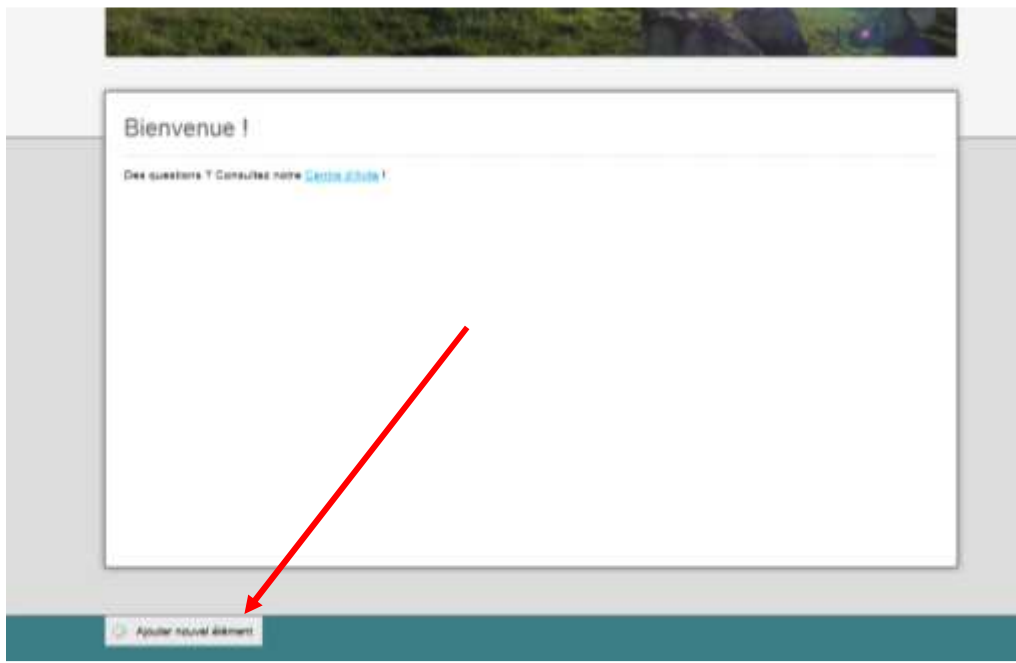 Bienvenue !
Des questions ? Consultez notre Centre d'Aide !
Ajouter nouvel élément